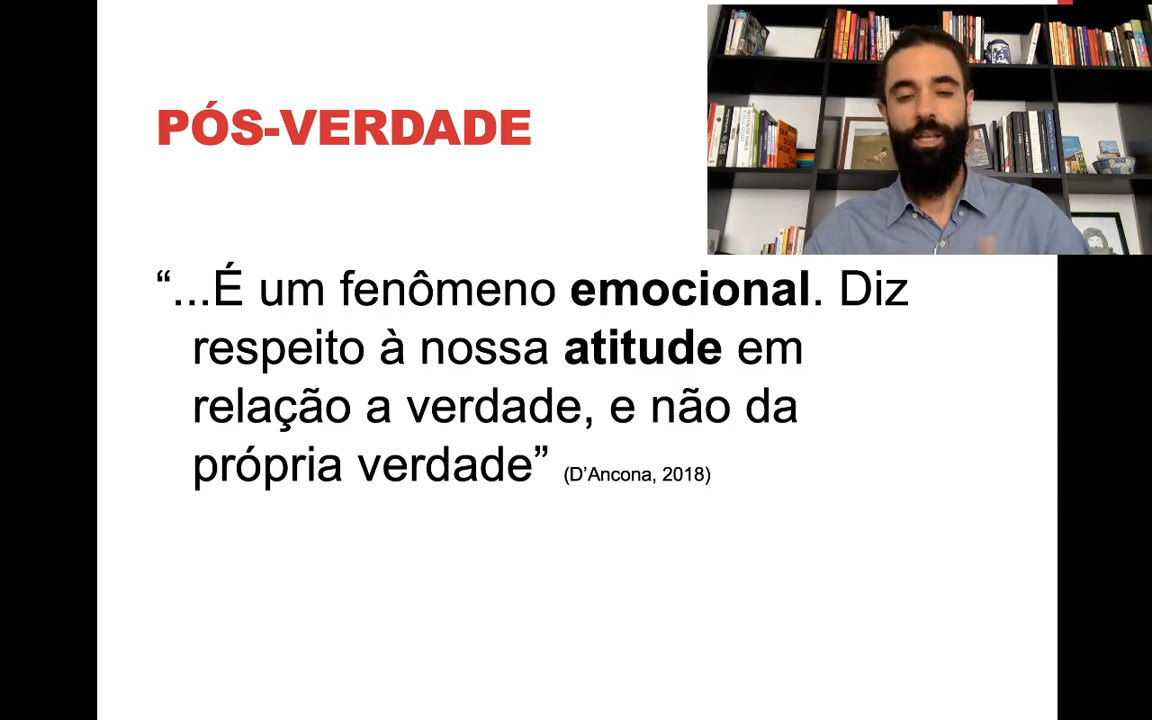 PÓS-VERDADE
“...É um fenômeno emocional. Diz
respeito à nossa atitude em
relação a verdade, e não da
própria verdade” (D’Ancona, 2018)